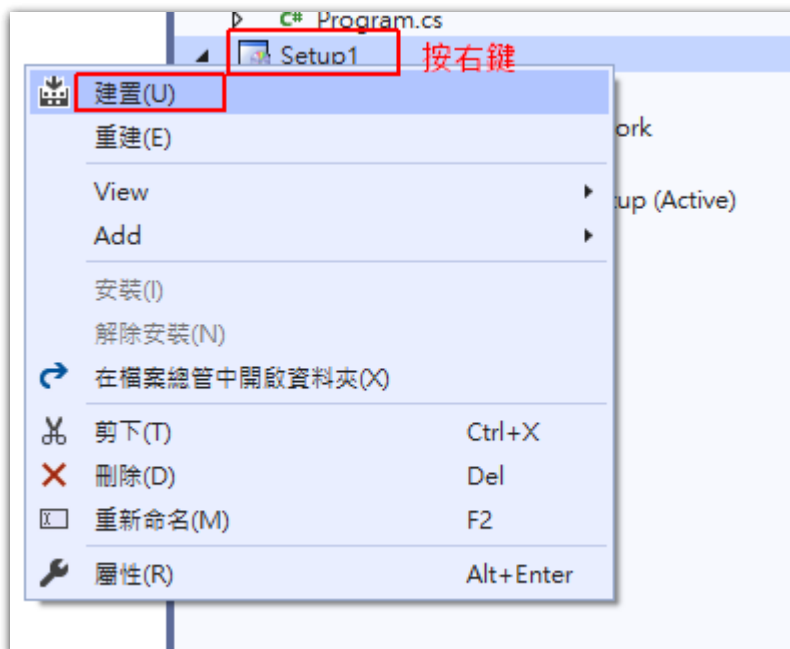 C# Program.cs
Setup1 按右鍵
建置(U)
重建(E)
ork
View
up (Active)
Add
安裝(I)
解除安裝(N)
在檔案總管中開啟資料夾(X)
剪下(T) Ctrl+X
刪除(D) Del
重新命名(M) F2
屬性(R) Alt+Enter